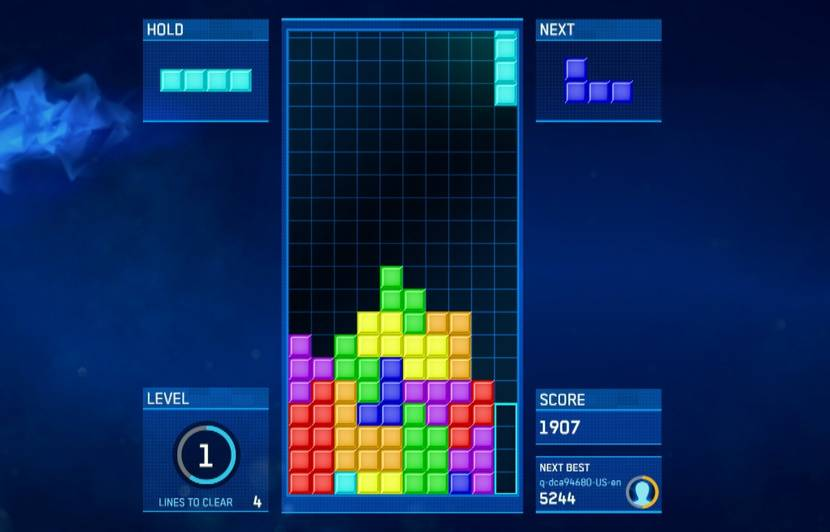 HOLD
NEXT
LEVEL
1
LINES TO CLEAR 4
SCORE
1907
NEXT BEST
q-dca94680-US-en
5244